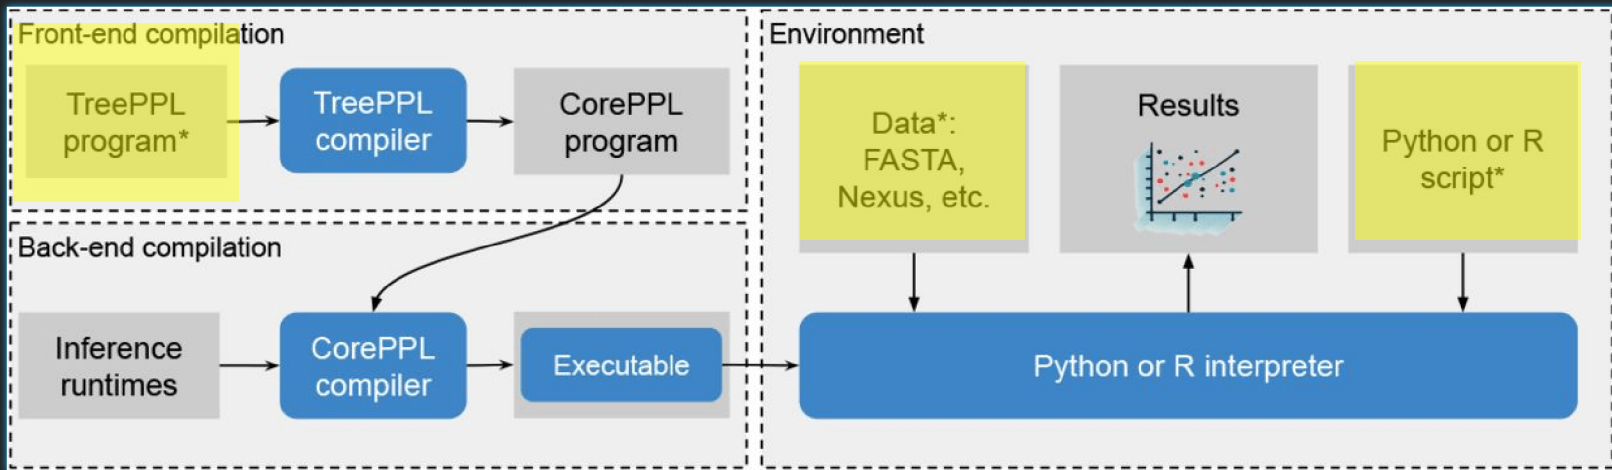 Front-end compilation
TreePPL
program*
TreePPL
compiler
CorePPL
program
Back-end compilation
Inference
runtimes
CorePPL
compiler
Executable
Environment
Data*:
FASTA,
Nexus, etc.
Results
Python or R
script*
Python or R interpreter